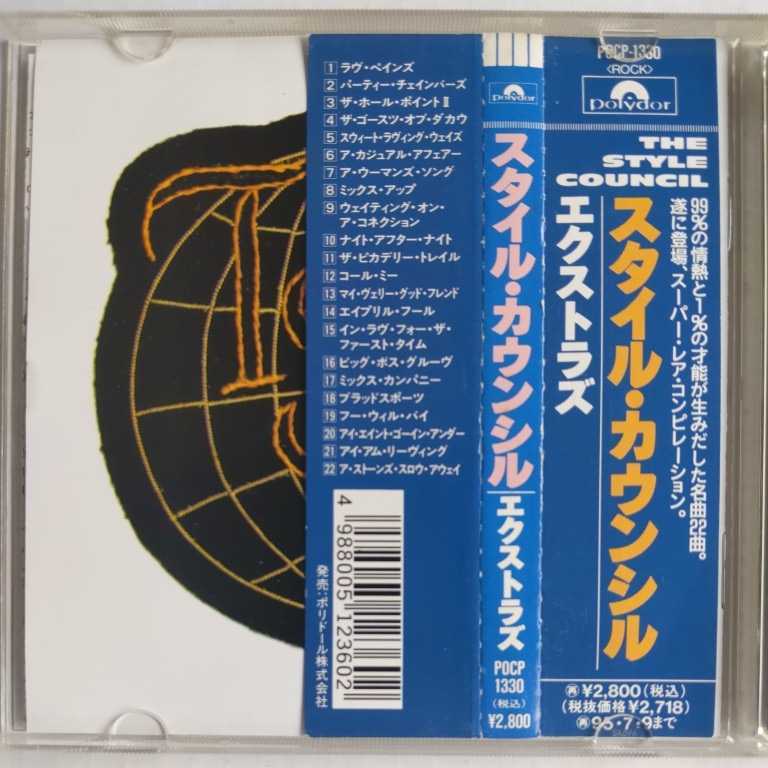 1 ラヴ・ペインズ
2 パーティー・チェインバーズ
3 ザ・ホール・ポイントⅡ
4 ザ・ゴースツ・オブ・ダカウ
5 スウィート・ラヴィング・ウェイズ
6 ア・カジュアル・アフェアー
7 ア・ウーマンズ・ソング
8 ミックス・アップ
9 ウェイティング・オン・
ア・コネクション
10 ナイト・アフター・ナイト
11 ザ・ピカデリー・トレイル
12 コール・ミー
13 マイ・ヴェリー・グッド・フレンド
14 エイプリル・フール
15 イン・ラヴ・フォー・ザ・
ファースト・タイム
16 ビッグ・ボス・グルーヴ
17 ミックス・カンパニー
18 ブラッドスポーツ
19 フー・ウィル・バイ
20 アイ・エイント・ゴーイン・アンダー
21 アイ・アム・リーヴィング
22 ア・ストーンズ・スロウ・アウェイ
4 988005 123602
発売:ポリドール株式会社
polydor
スタイル・カウンシル
エクストラズ
POCP
1330
(税込)
¥2,800
POCP-1330
〈ROCK〉
polydor
THE
STYLE
COUNCIL
99%の情熱と1%の才能が生みだした名曲22曲。
遂に登場、スーパー・レア・コンピレーション。
スタイル・カウンシル
エクストラズ
再¥2,800(税込)
(税抜価格¥2,718)
再95・7・9まで